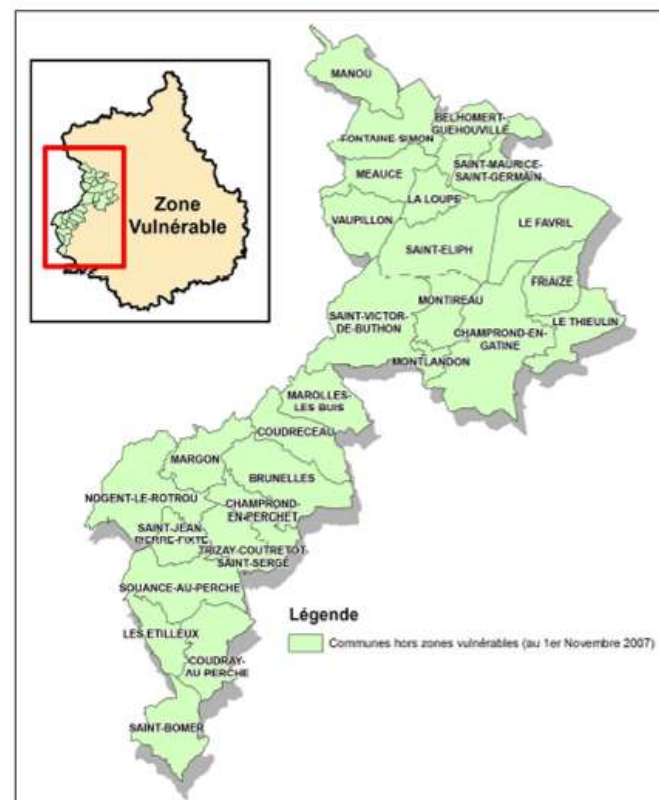 Zone
Vulnérable
MANOU
BELHOMERT-
GUEHOUVILLE
FONTAINE-SIMON
MEAUCE
SAINT-MAURICE-
SAINT-GERMAIN
LA LOUPE
VAUPILLON
LE FAVRIL
SAINT-ELIPH
FRIAIZE
MONTIREAU
SAINT-VICTOR-
DE-BUTHON
LE THIEULIN
CHAMPROND-EN-
GATINE
MONTLANDON
MAROLLES-
LES BUIS
COUDRECEAU
MARGON
BRUNELLES
NOGENT-LE-ROTROU
CHAMPROND-
EN-PERCHET
SAINT-JEAN-
PIERRE-FIXTE
TRIZAY-COUTRETOT-
SAINT-SERGE
SOUANCE-AU-PERCHE
LES ETILLEUX
COUDRAY-
AU PERCHE
SAINT-BOMER
Légende
Communes hors zones vulnérables (au 1er Novembre 2007)